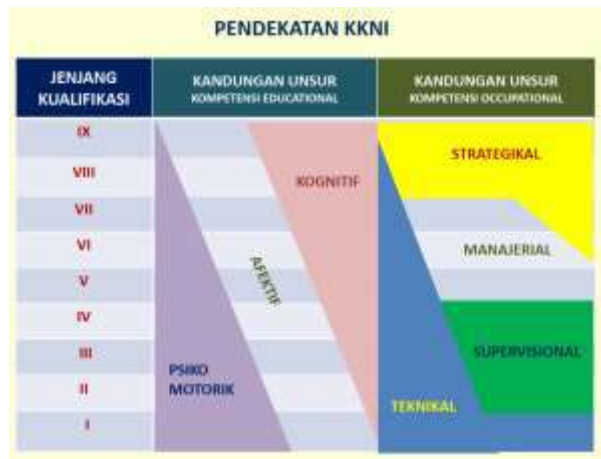 PENDEKATAN KKNI
JENJANG
KUALIFIKASI
KANDUNGAN UNSUR
KOMPETENSI EDUCATIONAL
KANDUNGAN UNSUR
KOMPETENSI OCCUPATIONAL
IX
VIII
VII
VI
V
IV
III
II
I
KOGNITIF
AFEKTIF
PSIKO
MOTORIK
STRATEGIKAL
MANAJERIAL
SUPERVISIONAL
TEKNIKAL